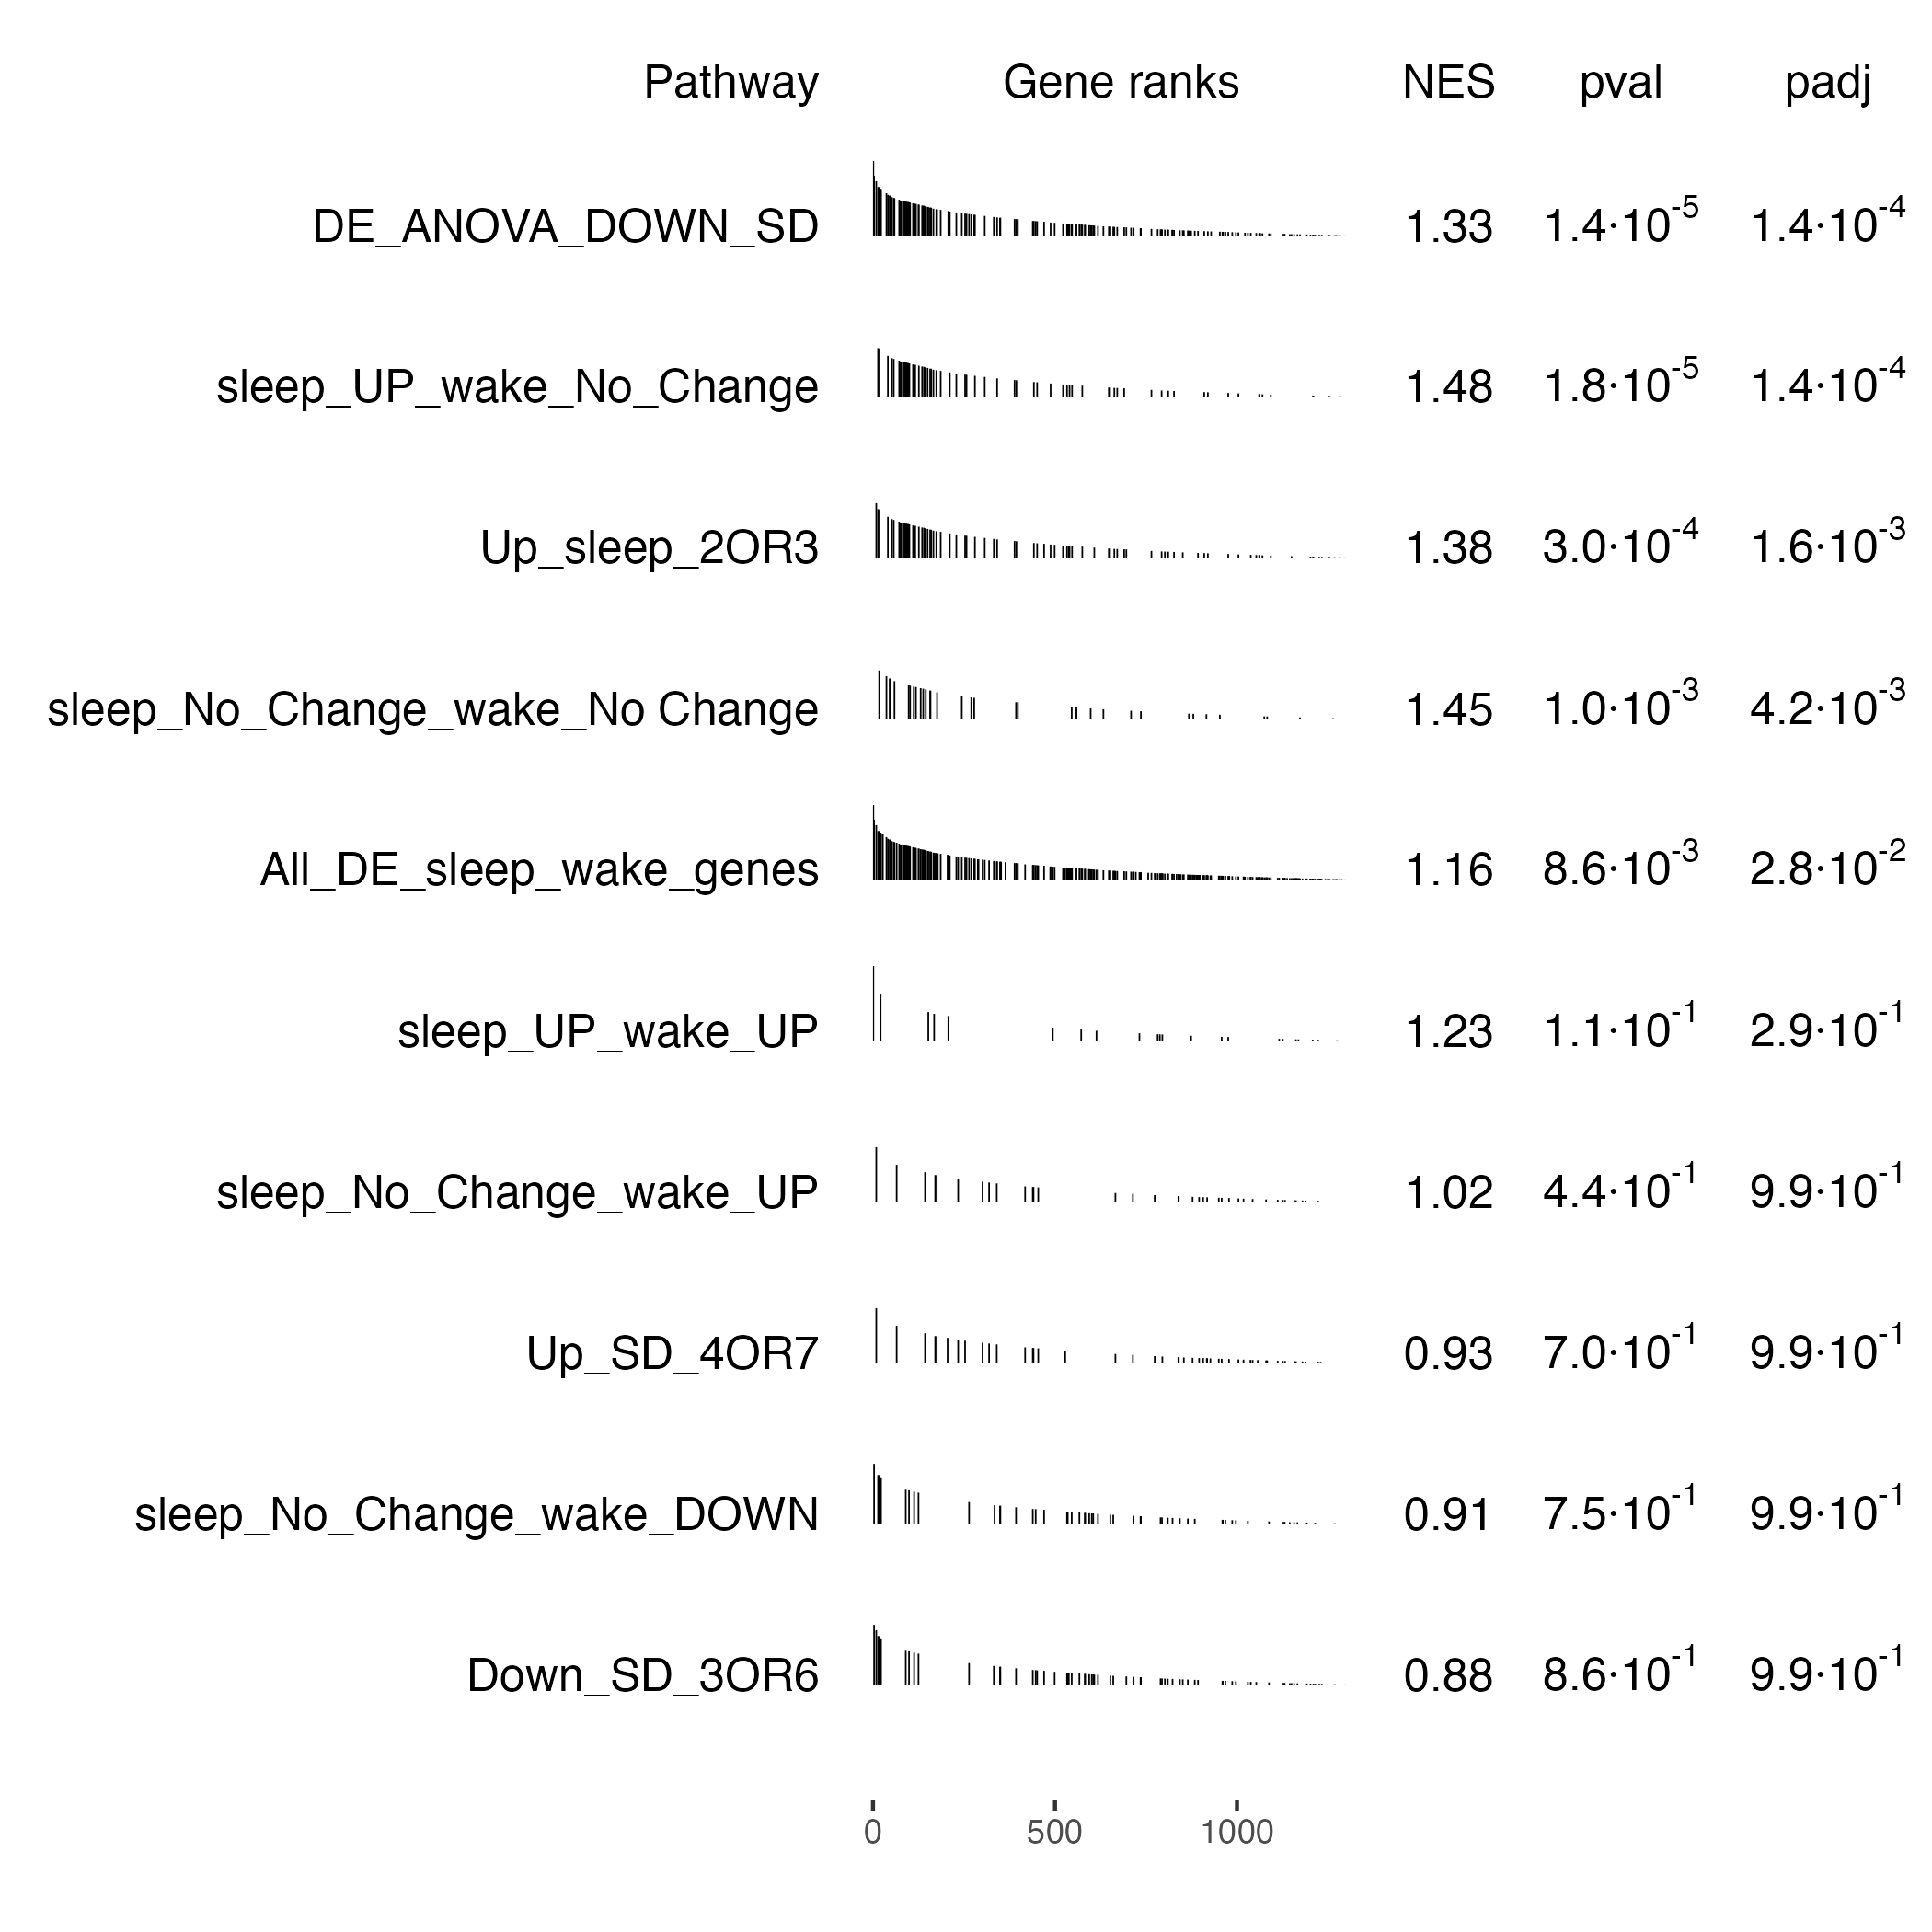 Pathway Gene ranks NES pval padj
DE_ANOVA_DOWN_SD 1.33 1.4·10⁻⁵ 1.4·10⁻⁴
sleep_UP_wake_No_Change 1.48 1.8·10⁻⁵ 1.4·10⁻⁴
Up_sleep_2OR3 1.38 3.0·10⁻⁴ 1.6·10⁻³
sleep_No_Change_wake_No Change 1.45 1.0·10⁻³ 4.2·10⁻³
All_DE_sleep_wake_genes 1.16 8.6·10⁻³ 2.8·10⁻²
sleep_UP_wake_UP 1.23 1.1·10⁻¹ 2.9·10⁻¹
sleep_No_Change_wake_UP 1.02 4.4·10⁻¹ 9.9·10⁻¹
Up_SD_4OR7 0.93 7.0·10⁻¹ 9.9·10⁻¹
sleep_No_Change_wake_DOWN 0.91 7.5·10⁻¹ 9.9·10⁻¹
Down_SD_3OR6 0.88 8.6·10⁻¹ 9.9·10⁻¹
0 500 1000